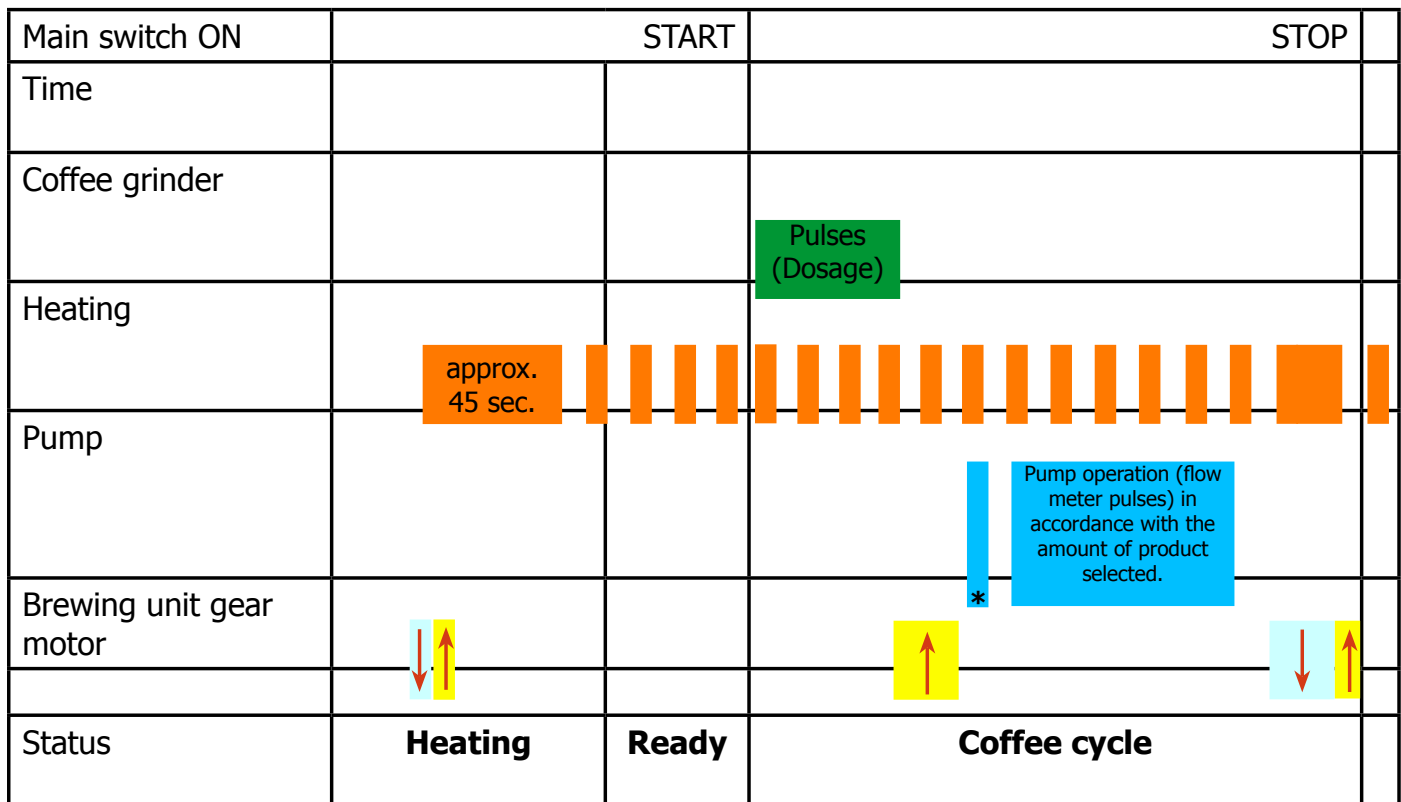 Main switch ON
START
STOP
Time
Coffee grinder
Pulses
(Dosage)
Heating
approx.
45 sec.
Pump
Pump operation (flow
meter pulses) in
accordance with the
amount of product
selected.
*
Brewing unit gear
motor
Status
Heating
Ready
Coffee cycle